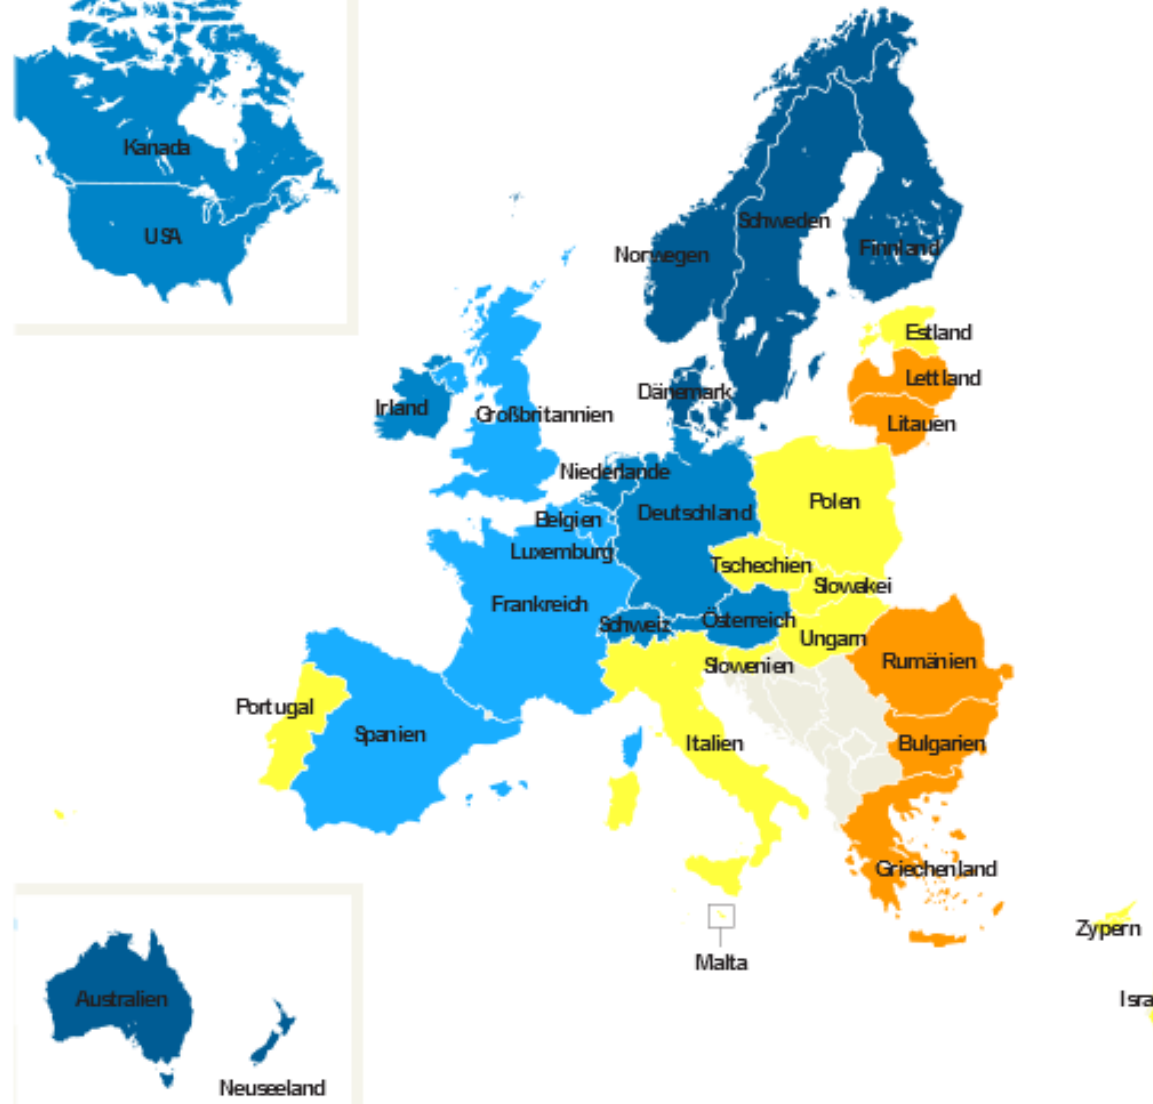 Kanada
USA
Schweden
Norwegen
Finnland
Estland
Lettland
Dänemark
Irland
Großbritannien
Litauen
Niederlande
Polen
Deutschland
Belgien
Luxemburg
Tschechien
Slowakei
Frankreich
Österreich
Schweiz
Ungarn
Rumänien
Slowenien
Portugal
Spanien
Italien
Bulgarien
Griechenland
Zypern
Malta
Isra
Australien
Neuseeland